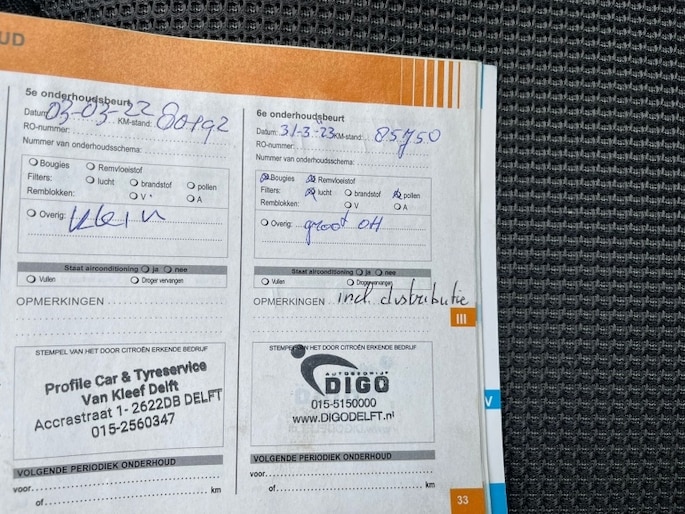 UD
5e onderhoudsbeurt
Datum: 03-03-22 KM-stand: 80192
RO-nummer:
Nummer van onderhoudsschema:
Bougies Remvloeistof
Filters: lucht brandstof pollen
Remblokken: V A
Overig: klein
Staat airconditioning ja nee
Vullen Droger vervangen
OPMERKINGEN
STEMPEL VAN HET DOOR CITROËN ERKENDE BEDRIJF
Profile Car & Tyreservice
Van Kleef Delft
Accrastraat 1- 2622DB DELFT
015-2560347
VOLGENDE PERIODIEK ONDERHOUD
voor km
of
6e onderhoudsbeurt
Datum: 31-3-23 KM-stand: 85750
RO-nummer:
Nummer van onderhoudsschema:
Bougies Remvloeistof
Filters: lucht brandstof pollen
Remblokken: V A
Overig: groot OH
Staat airconditioning ja nee
Vullen Droger vervangen
OPMERKINGEN incl. distributie
III
STEMPEL VAN HET DOOR CITROËN ERKENDE BEDRIJF
AUTOBEDRIJF
DIGO
015-5150000
www.DIGODELFT.nl
VOLGENDE PERIODIEK ONDERHOUD
voor km
of
33
V